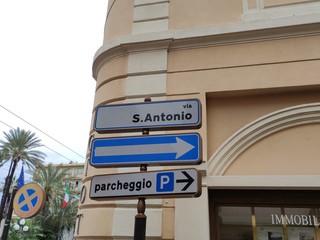 via
S.Antonio
parcheggio P
IMMOBIL